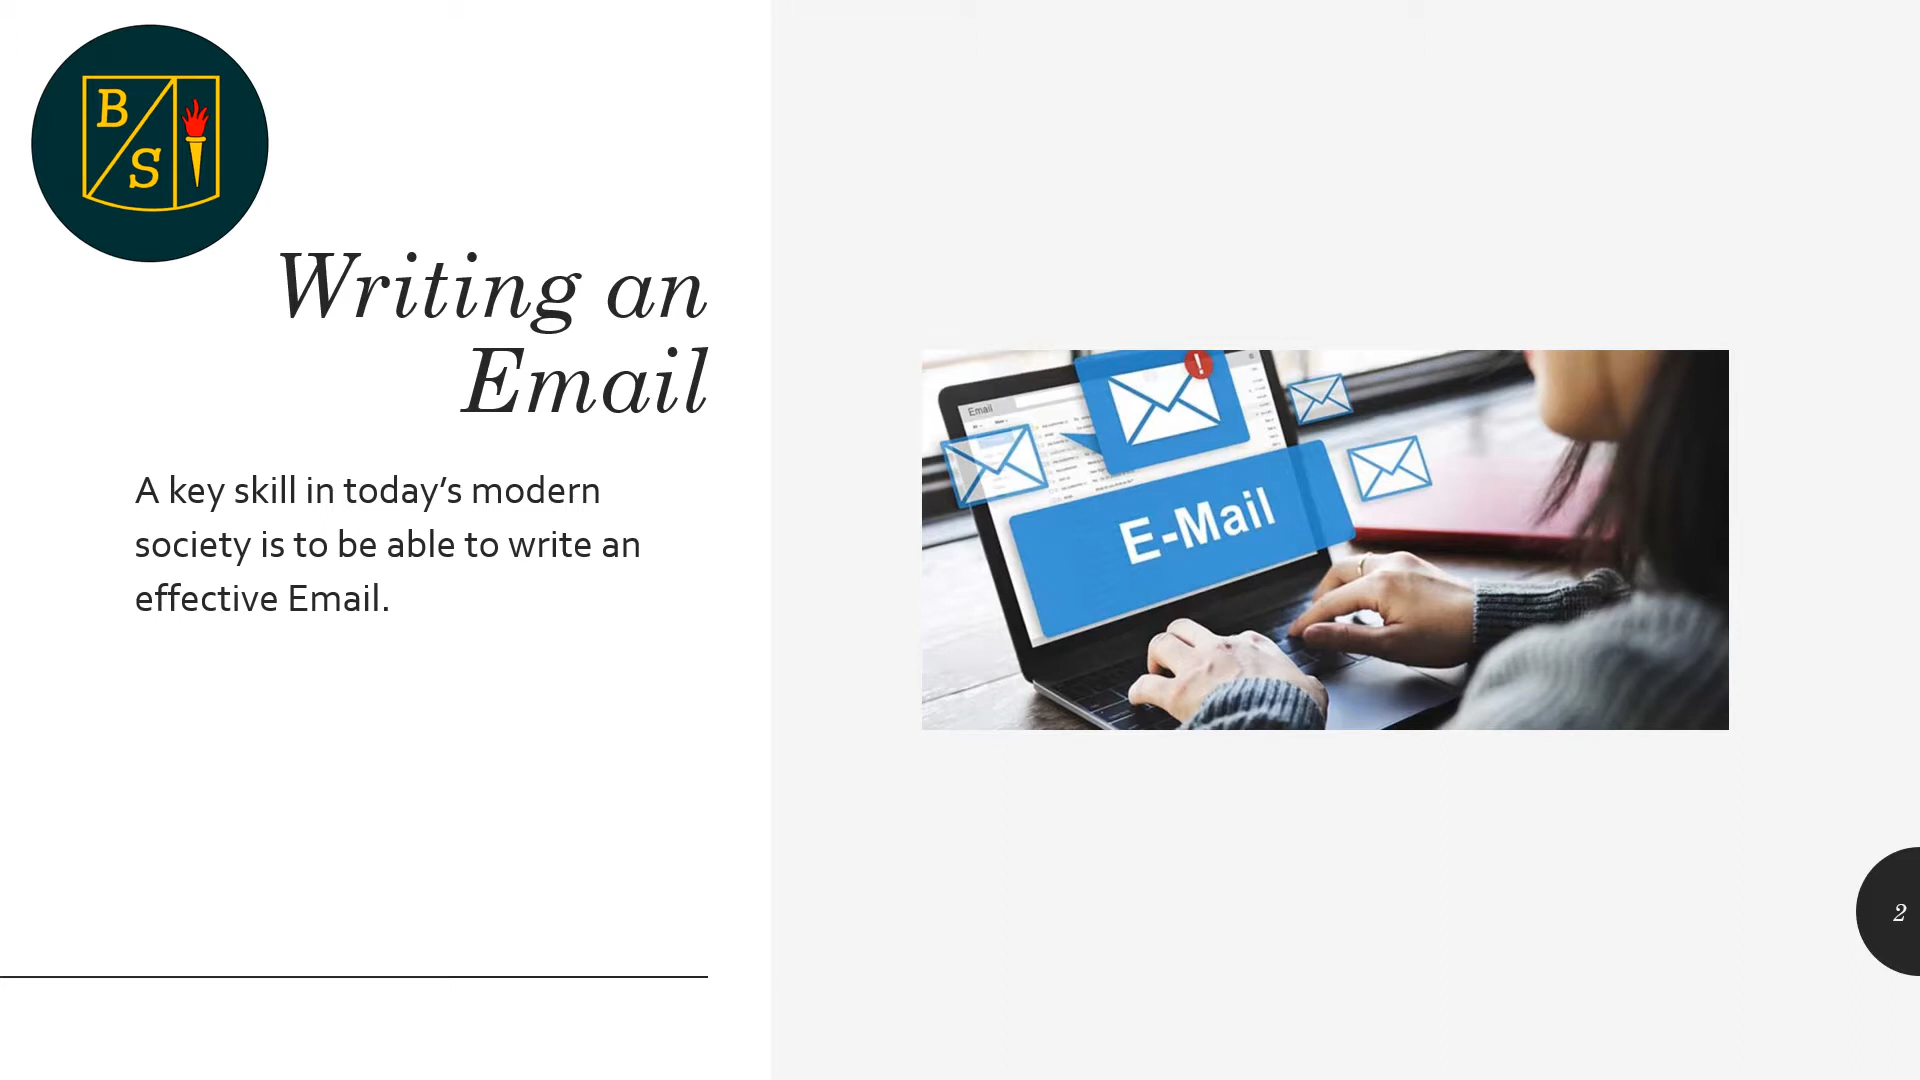 B
S
Writing an
Email
A key skill in today’s modern
society is to be able to write an
effective Email.
Email
!
E-Mail
2